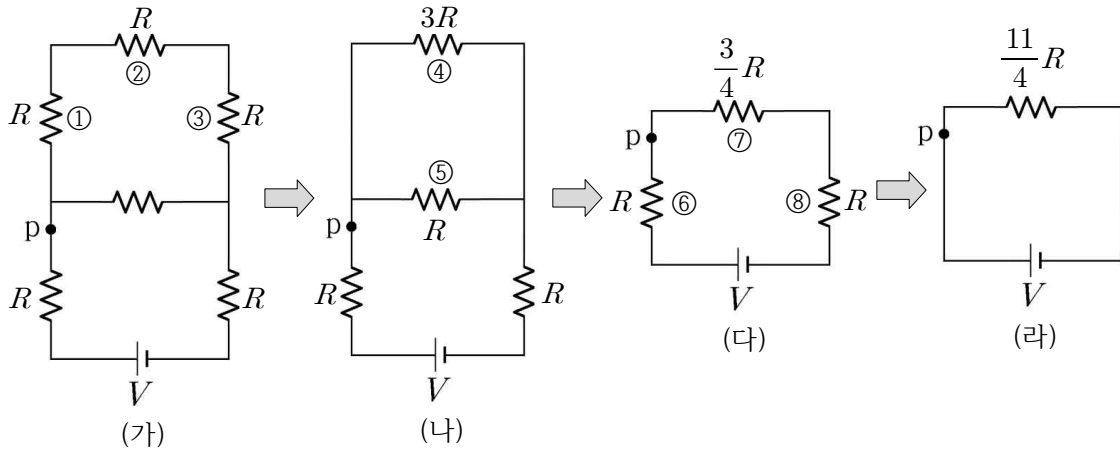 R
②
R ① ③ R
p
R R
V
(가)
3R
④
⑤
R
p
R R
V
(나)
3/4 R
⑦
p
R ⑥ ⑧ R
V
(다)
11/4 R
p
V
(라)